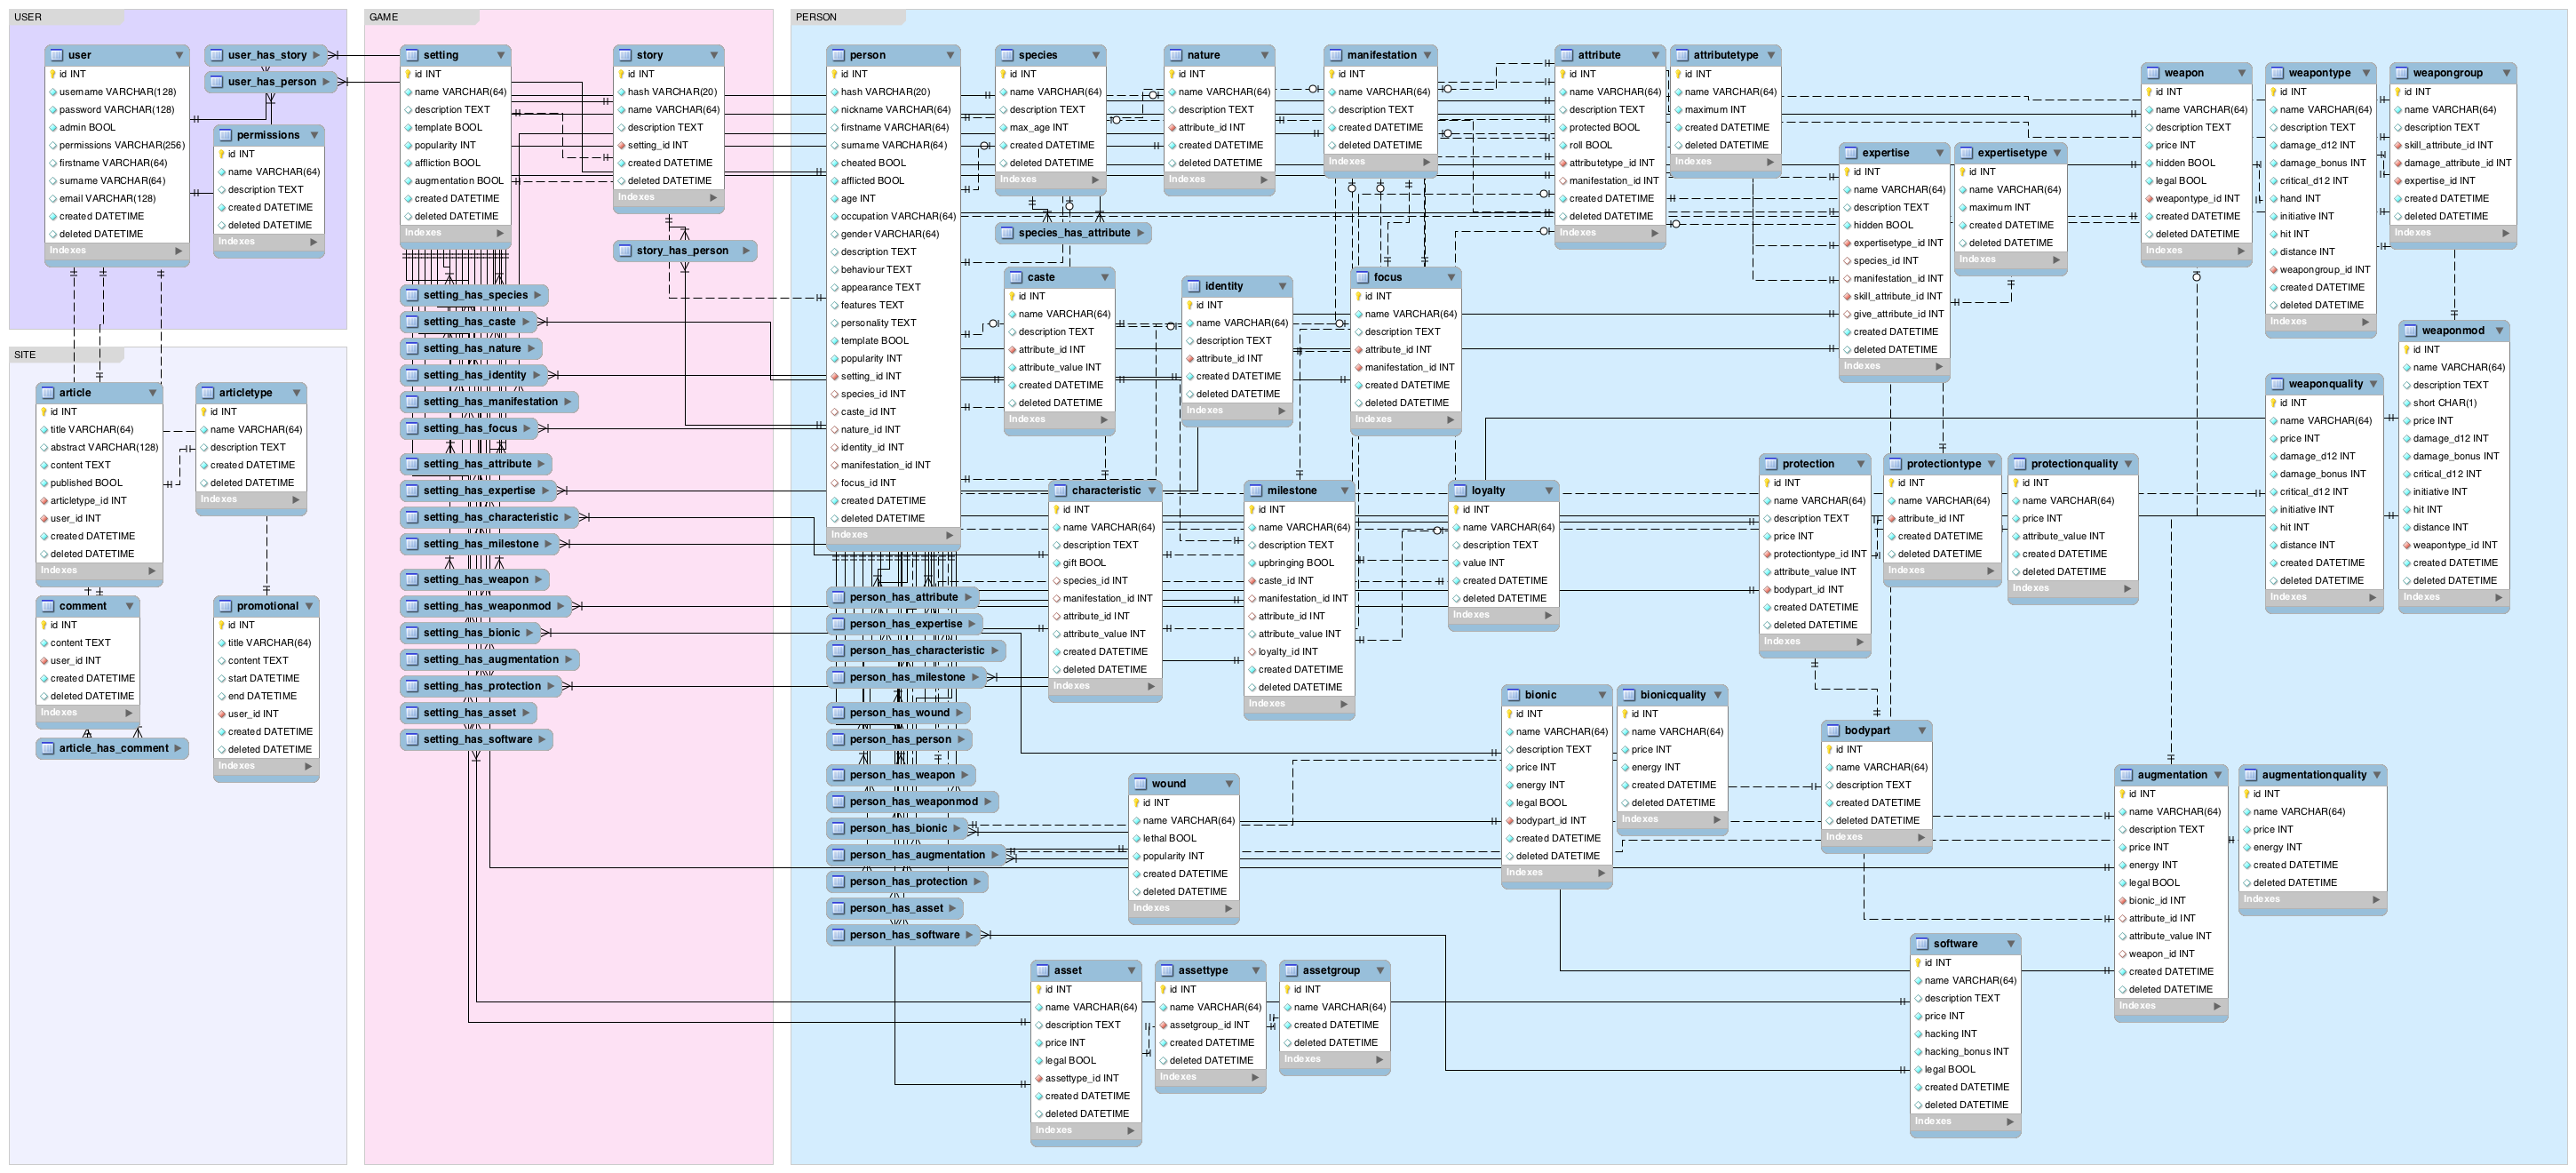 USER
user
id INT
username VARCHAR(128)
password VARCHAR(128)
admin BOOL
permissions VARCHAR(256)
firstname VARCHAR(64)
surname VARCHAR(64)
email VARCHAR(128)
created DATETIME
deleted DATETIME
Indexes
user_has_story
user_has_person
permissions
id INT
name VARCHAR(64)
description TEXT
created DATETIME
deleted DATETIME
Indexes
SITE
article
id INT
title VARCHAR(64)
abstract VARCHAR(128)
content TEXT
published BOOL
articletype_id INT
user_id INT
created DATETIME
deleted DATETIME
Indexes
articletype
id INT
name VARCHAR(64)
description TEXT
created DATETIME
deleted DATETIME
Indexes
comment
id INT
content TEXT
user_id INT
created DATETIME
deleted DATETIME
Indexes
article_has_comment
promotional
id INT
title VARCHAR(64)
content TEXT
start DATETIME
end DATETIME
user_id INT
created DATETIME
deleted DATETIME
Indexes
GAME
setting
id INT
name VARCHAR(64)
description TEXT
template BOOL
popularity INT
affliction BOOL
augmentation BOOL
created DATETIME
deleted DATETIME
Indexes
story
id INT
hash VARCHAR(20)
name VARCHAR(64)
description TEXT
setting_id INT
created DATETIME
deleted DATETIME
Indexes
story_has_person
setting_has_species
setting_has_caste
setting_has_nature
setting_has_identity
setting_has_manifestation
setting_has_focus
setting_has_attribute
setting_has_expertise
setting_has_characteristic
setting_has_milestone
setting_has_weapon
setting_has_weaponmod
setting_has_bionic
setting_has_augmentation
setting_has_protection
setting_has_asset
setting_has_software
PERSON
person
id INT
hash VARCHAR(20)
nickname VARCHAR(64)
firstname VARCHAR(64)
surname VARCHAR(64)
cheated BOOL
afflicted BOOL
age INT
occupation VARCHAR(64)
gender VARCHAR(64)
description TEXT
behaviour TEXT
appearance TEXT
features TEXT
personality TEXT
template BOOL
popularity INT
setting_id INT
species_id INT
caste_id INT
nature_id INT
identity_id INT
manifestation_id INT
focus_id INT
created DATETIME
deleted DATETIME
Indexes
person_has_attribute
person_has_expertise
person_has_characteristic
person_has_milestone
person_has_wound
person_has_person
person_has_weapon
person_has_weaponmod
person_has_bionic
person_has_augmentation
person_has_protection
person_has_asset
person_has_software
species
id INT
name VARCHAR(64)
description TEXT
max_age INT
created DATETIME
deleted DATETIME
Indexes
species_has_attribute
nature
id INT
name VARCHAR(64)
description TEXT
attribute_id INT
created DATETIME
deleted DATETIME
Indexes
manifestation
id INT
name VARCHAR(64)
description TEXT
created DATETIME
deleted DATETIME
Indexes
attribute
id INT
name VARCHAR(64)
description TEXT
protected BOOL
roll BOOL
attributetype_id INT
manifestation_id INT
created DATETIME
deleted DATETIME
Indexes
attributetype
id INT
name VARCHAR(64)
maximum INT
created DATETIME
deleted DATETIME
Indexes
expertise
id INT
name VARCHAR(64)
description TEXT
hidden BOOL
expertisetype_id INT
species_id INT
manifestation_id INT
skill_attribute_id INT
give_attribute_id INT
created DATETIME
deleted DATETIME
Indexes
expertisetype
id INT
name VARCHAR(64)
maximum INT
created DATETIME
deleted DATETIME
Indexes
weapon
id INT
name VARCHAR(64)
description TEXT
price INT
hidden BOOL
legal BOOL
weapontype_id INT
created DATETIME
deleted DATETIME
Indexes
weapontype
id INT
name VARCHAR(64)
description TEXT
damage_d12 INT
damage_bonus INT
critical_d12 INT
hand INT
initiative INT
hit INT
distance INT
weapongroup_id INT
created DATETIME
deleted DATETIME
Indexes
weapongroup
id INT
name VARCHAR(64)
description TEXT
skill_attribute_id INT
damage_attribute_id INT
expertise_id INT
created DATETIME
deleted DATETIME
Indexes
caste
id INT
name VARCHAR(64)
description TEXT
attribute_id INT
attribute_value INT
created DATETIME
deleted DATETIME
Indexes
identity
id INT
name VARCHAR(64)
description TEXT
attribute_id INT
created DATETIME
deleted DATETIME
Indexes
focus
id INT
name VARCHAR(64)
description TEXT
attribute_id INT
manifestation_id INT
created DATETIME
deleted DATETIME
Indexes
weaponquality
id INT
name VARCHAR(64)
price INT
damage_d12 INT
damage_bonus INT
critical_d12 INT
initiative INT
hit INT
distance INT
created DATETIME
deleted DATETIME
Indexes
weaponmod
id INT
name VARCHAR(64)
description TEXT
short CHAR(1)
price INT
damage_d12 INT
damage_bonus INT
critical_d12 INT
initiative INT
hit INT
distance INT
weapontype_id INT
created DATETIME
deleted DATETIME
Indexes
characteristic
id INT
name VARCHAR(64)
description TEXT
gift BOOL
species_id INT
manifestation_id INT
attribute_id INT
attribute_value INT
created DATETIME
deleted DATETIME
Indexes
milestone
id INT
name VARCHAR(64)
description TEXT
upbringing BOOL
caste_id INT
manifestation_id INT
attribute_id INT
attribute_value INT
loyalty_id INT
created DATETIME
deleted DATETIME
Indexes
loyalty
id INT
name VARCHAR(64)
description TEXT
value INT
created DATETIME
deleted DATETIME
Indexes
protection
id INT
name VARCHAR(64)
description TEXT
price INT
protectiontype_id INT
attribute_value INT
bodypart_id INT
created DATETIME
deleted DATETIME
Indexes
protectiontype
id INT
name VARCHAR(64)
attribute_id INT
created DATETIME
deleted DATETIME
Indexes
protectionquality
id INT
name VARCHAR(64)
price INT
attribute_value INT
created DATETIME
deleted DATETIME
Indexes
bionic
id INT
name VARCHAR(64)
description TEXT
price INT
energy INT
legal BOOL
bodypart_id INT
created DATETIME
deleted DATETIME
Indexes
bionicquality
id INT
name VARCHAR(64)
price INT
energy INT
created DATETIME
deleted DATETIME
Indexes
bodypart
id INT
name VARCHAR(64)
description TEXT
created DATETIME
deleted DATETIME
Indexes
wound
id INT
name VARCHAR(64)
lethal BOOL
popularity INT
created DATETIME
deleted DATETIME
Indexes
augmentation
id INT
name VARCHAR(64)
description TEXT
price INT
energy INT
legal BOOL
bionic_id INT
attribute_id INT
attribute_value INT
weapon_id INT
created DATETIME
deleted DATETIME
Indexes
augmentationquality
id INT
name VARCHAR(64)
price INT
energy INT
created DATETIME
deleted DATETIME
Indexes
software
id INT
name VARCHAR(64)
description TEXT
price INT
hacking INT
hacking_bonus INT
legal BOOL
created DATETIME
deleted DATETIME
Indexes
asset
id INT
name VARCHAR(64)
description TEXT
price INT
legal BOOL
assettype_id INT
created DATETIME
deleted DATETIME
Indexes
assettype
id INT
name VARCHAR(64)
assetgroup_id INT
created DATETIME
deleted DATETIME
Indexes
assetgroup
id INT
name VARCHAR(64)
created DATETIME
deleted DATETIME
Indexes